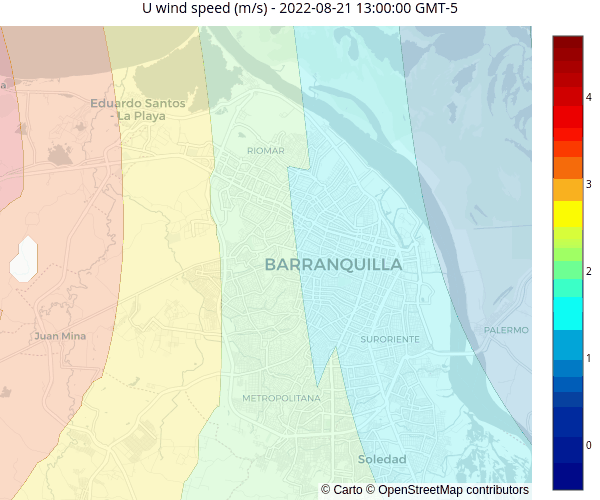 U wind speed (m/s) - 2022-08-21 13:00:00 GMT-5
a
Eduardo Santos
- La Playa
RIOMAR
BARRANQUILLA
Juan Mina
SURORIENTE
PALERMO
METROPOLITANA
Soledad
© Carto © OpenStreetMap contributors
4
3
2
1
0